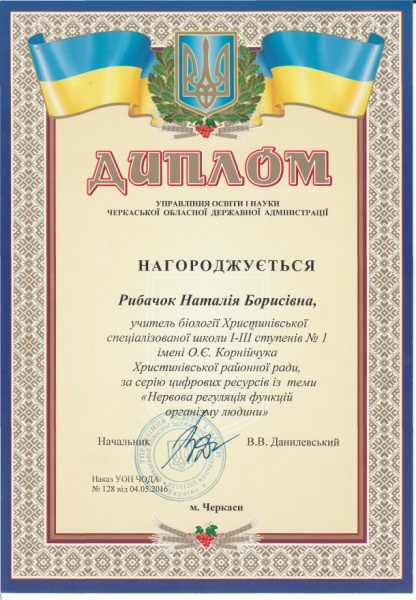 ДИПЛОМ
УПРАВЛІННЯ ОСВІТИ І НАУКИ
ЧЕРКАСЬКОЇ ОБЛАСНОЇ ДЕРЖАВНОЇ АДМІНІСТРАЦІЇ
НАГОРОДЖУЄТЬСЯ
Рибачок Наталія Борисівна,
учитель біології Христинівської
спеціалізованої школи І-ІІІ ступенів № 1
імені О.Є. Корнійчука
Христинівської районної ради,
за серію цифрових ресурсів із теми
«Нервова регуляція функцій
організму людини»
Начальник В.В. Данилевський
Наказ УОН ЧОДА
№ 128 від 04.05.2016
м. Черкаси